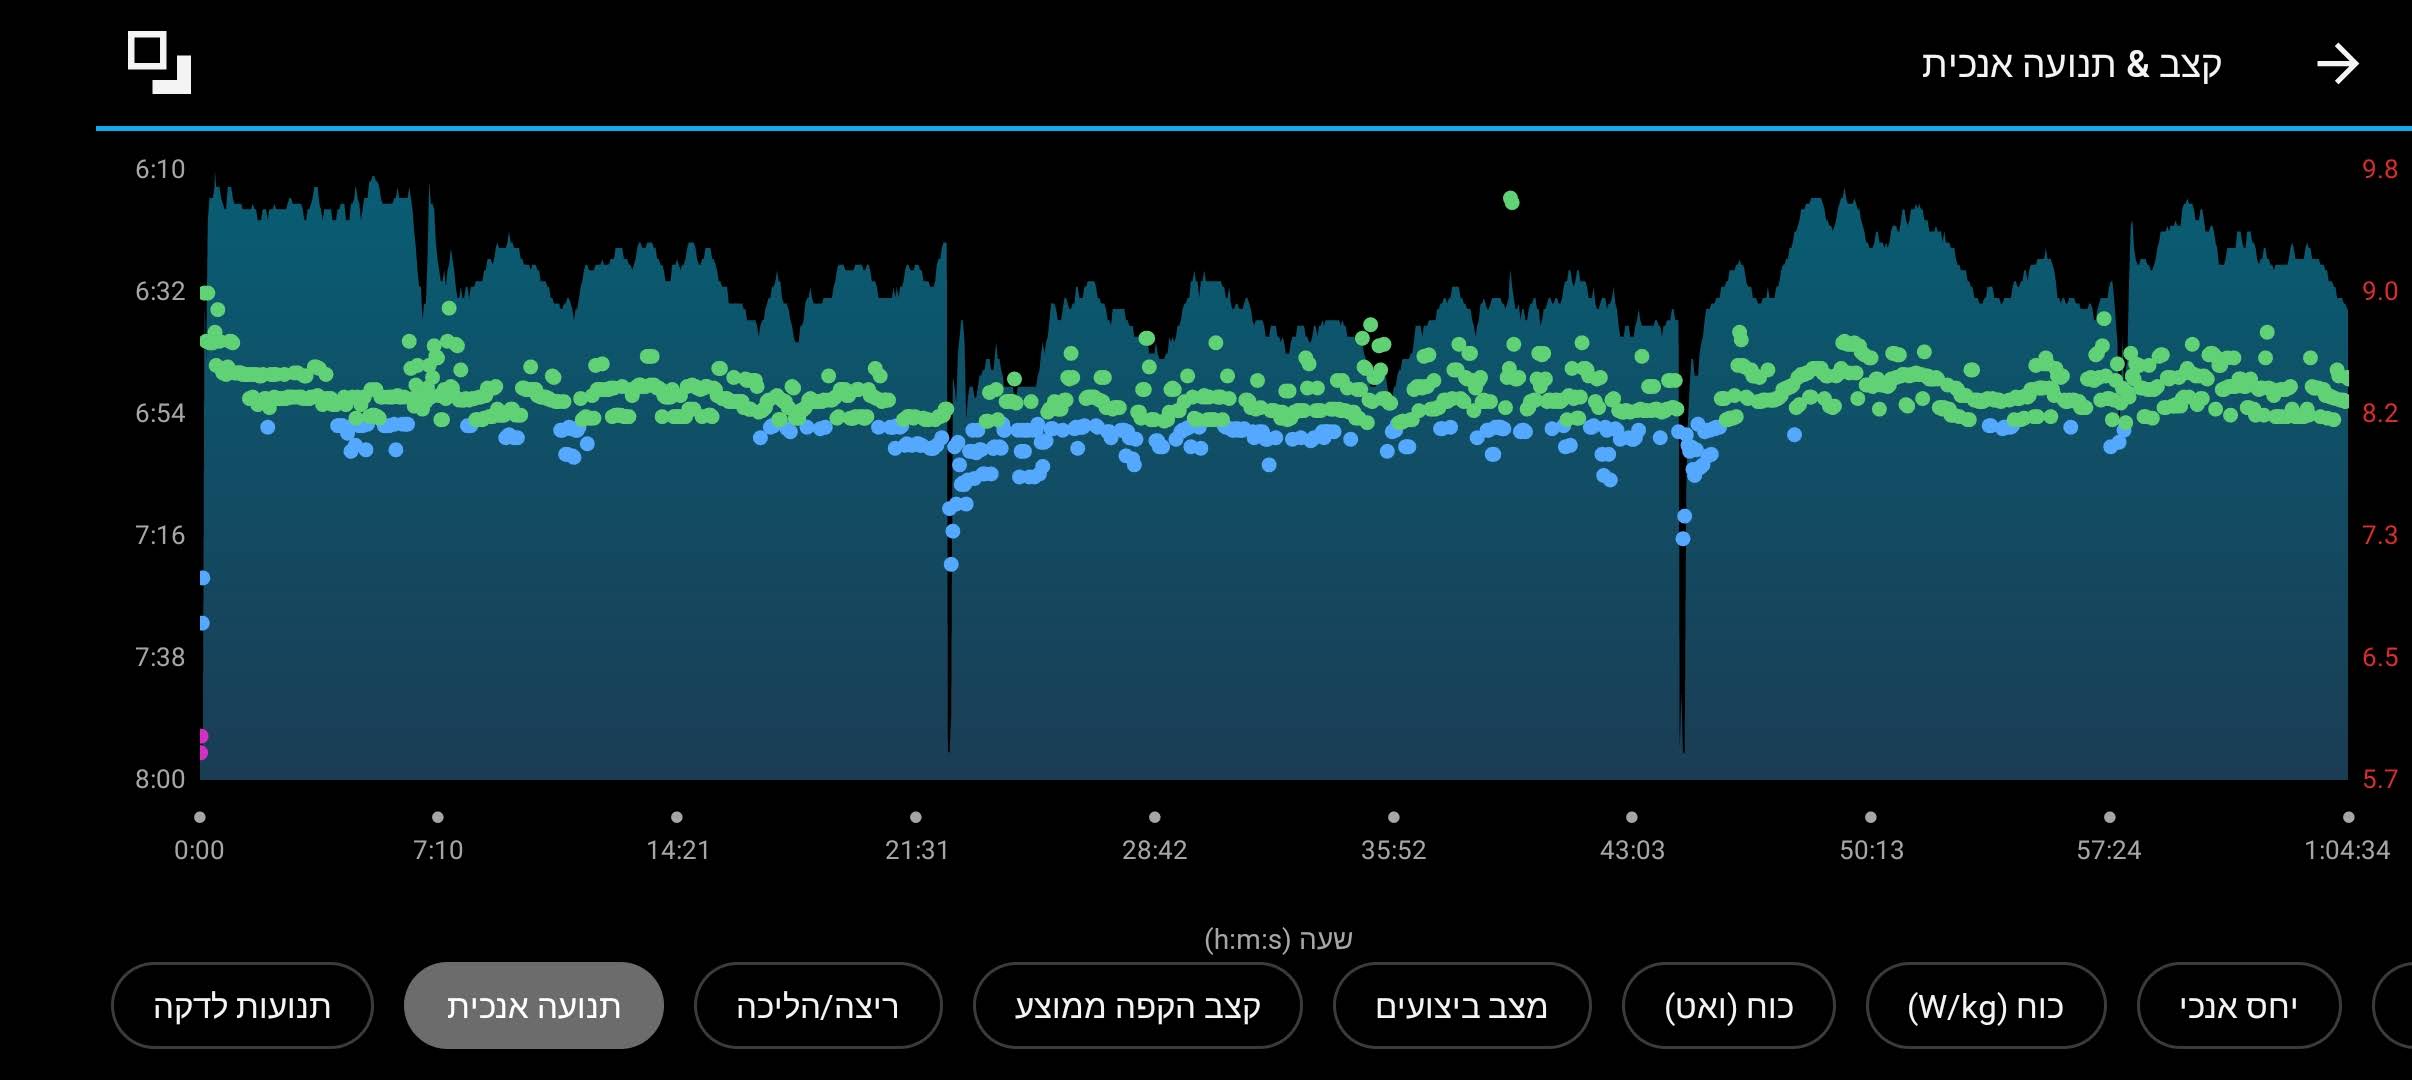 קצב & תנועה אנכית
6:10
6:32
6:54
7:16
7:38
8:00
9.8
9.0
8.2
7.3
6.5
5.7
0:00 7:10 14:21 21:31 28:42 35:52 43:03 50:13 57:24 1:04:34
שעה (h:m:s)
תנועות לדקה
תנועה אנכית
ריצה/הליכה
קצב הקפה ממוצע
מצב ביצועים
כוח (ואט)
כוח (W/kg)
יחס אנכי